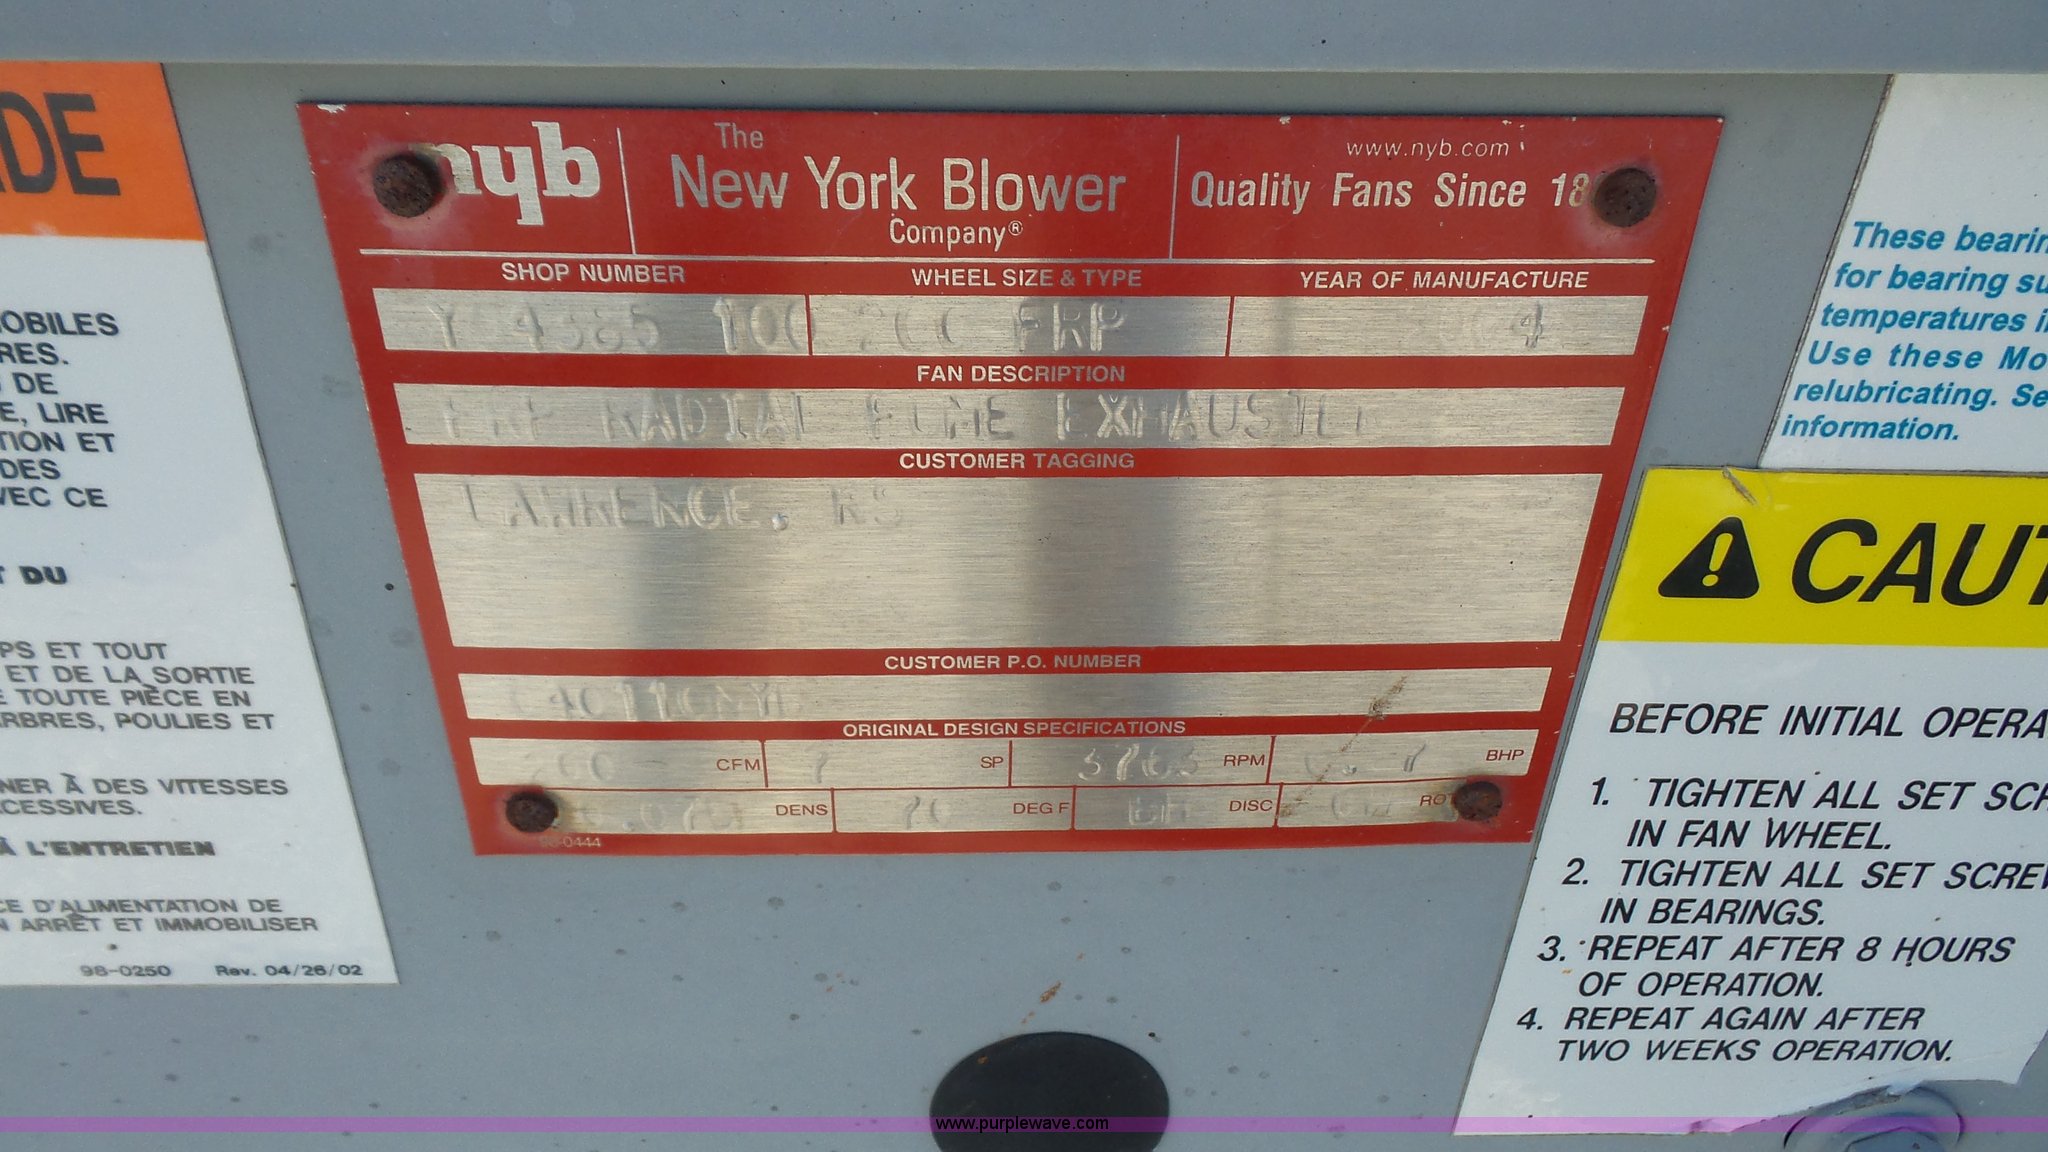 DE
OBILES
RES.
DE
E, LIRE
TION ET
DES
VEC CE
T DU
PS ET TOUT
ET DE LA SORTIE
E TOUTE PIÈCE EN
ARBRES, POULIES ET
NER À DES VITESSES
CESSIVES.
À L'ENTRETIEN
CE D'ALIMENTATION DE
N ARRÊT ET IMMOBILISER
98-0250 Rev. 04/26/02
nyb
The
New York Blower
Company®
www.nyb.com
Quality Fans Since 18
SHOP NUMBER WHEEL SIZE & TYPE YEAR OF MANUFACTURE
100 FRP
FAN DESCRIPTION
FRP RADIAL FUME EXHAUSTER
CUSTOMER TAGGING
LAWRENCE, KS
CUSTOMER P.O. NUMBER
ORIGINAL DESIGN SPECIFICATIONS
CFM 7 SP RPM BHP
DENS 70 DEG F DISC RO
98-0444
These bearin
for bearing su
temperatures i
Use these Mo
relubricating. Se
information.
CAUT
BEFORE INITIAL OPERA
1. TIGHTEN ALL SET SCR
IN FAN WHEEL.
2. TIGHTEN ALL SET SCREW
IN BEARINGS.
3. REPEAT AFTER 8 HOURS
OF OPERATION.
4. REPEAT AGAIN AFTER
TWO WEEKS OPERATION.
www.purplewave.com